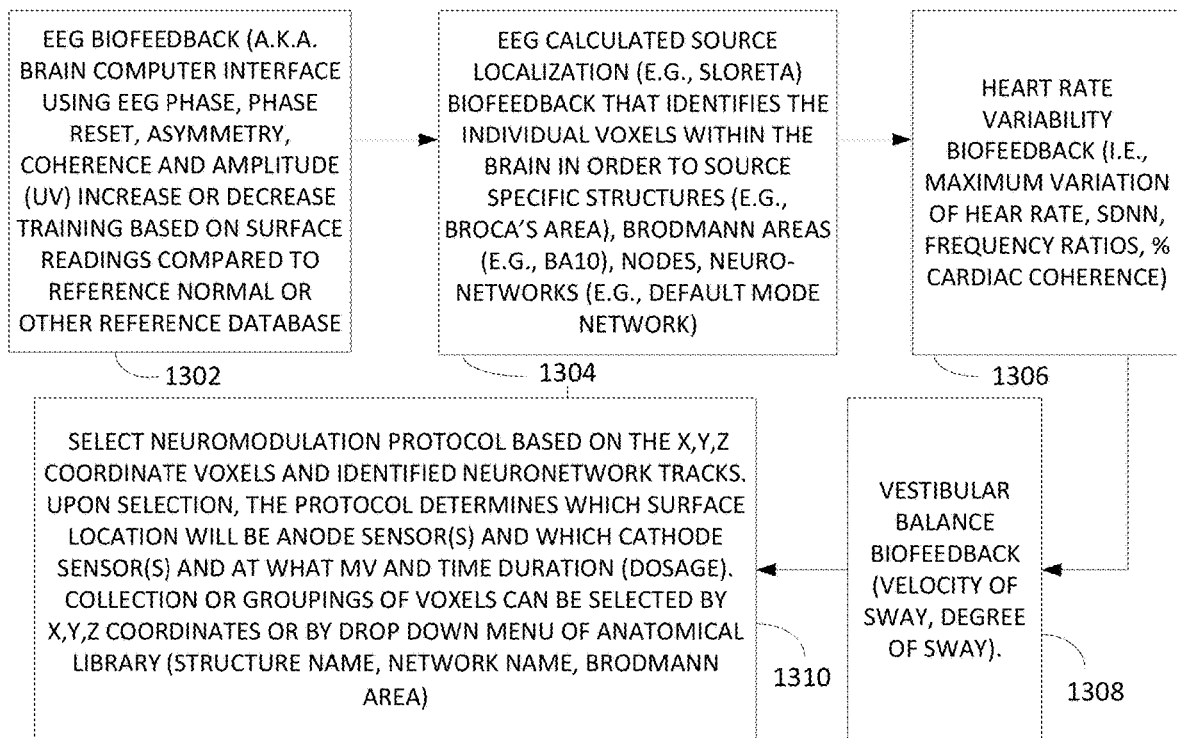 EEG BIOFEEDBACK (A.K.A.
BRAIN COMPUTER INTERFACE
USING EEG PHASE, PHASE
RESET, ASYMMETRY,
COHERENCE AND AMPLITUDE
(UV) INCREASE OR DECREASE
TRAINING BASED ON SURFACE
READINGS COMPARED TO
REFERENCE NORMAL OR
OTHER REFERENCE DATABASE
1302
EEG CALCULATED SOURCE
LOCALIZATION (E.G., SLORETA)
BIOFEEDBACK THAT IDENTIFIES THE
INDIVIDUAL VOXELS WITHIN THE
BRAIN IN ORDER TO SOURCE
SPECIFIC STRUCTURES (E.G.,
BROCA'S AREA), BRODMANN AREAS
(E.G., BA10), NODES, NEURO-
NETWORKS (E.G., DEFAULT MODE
NETWORK)
1304
HEART RATE
VARIABILITY
BIOFEEDBACK (I.E.,
MAXIMUM VARIATION
OF HEAR RATE, SDNN,
FREQUENCY RATIOS, %
CARDIAC COHERENCE)
1306
VESTIBULAR
BALANCE
BIOFEEDBACK
(VELOCITY OF
SWAY, DEGREE
OF SWAY).
1308
SELECT NEUROMODULATION PROTOCOL BASED ON THE X,Y,Z
COORDINATE VOXELS AND IDENTIFIED NEURONETWORK TRACKS.
UPON SELECTION, THE PROTOCOL DETERMINES WHICH SURFACE
LOCATION WILL BE ANODE SENSOR(S) AND WHICH CATHODE
SENSOR(S) AND AT WHAT MV AND TIME DURATION (DOSAGE).
COLLECTION OR GROUPINGS OF VOXELS CAN BE SELECTED BY
X,Y,Z COORDINATES OR BY DROP DOWN MENU OF ANATOMICAL
LIBRARY (STRUCTURE NAME, NETWORK NAME, BRODMANN
AREA)
1310